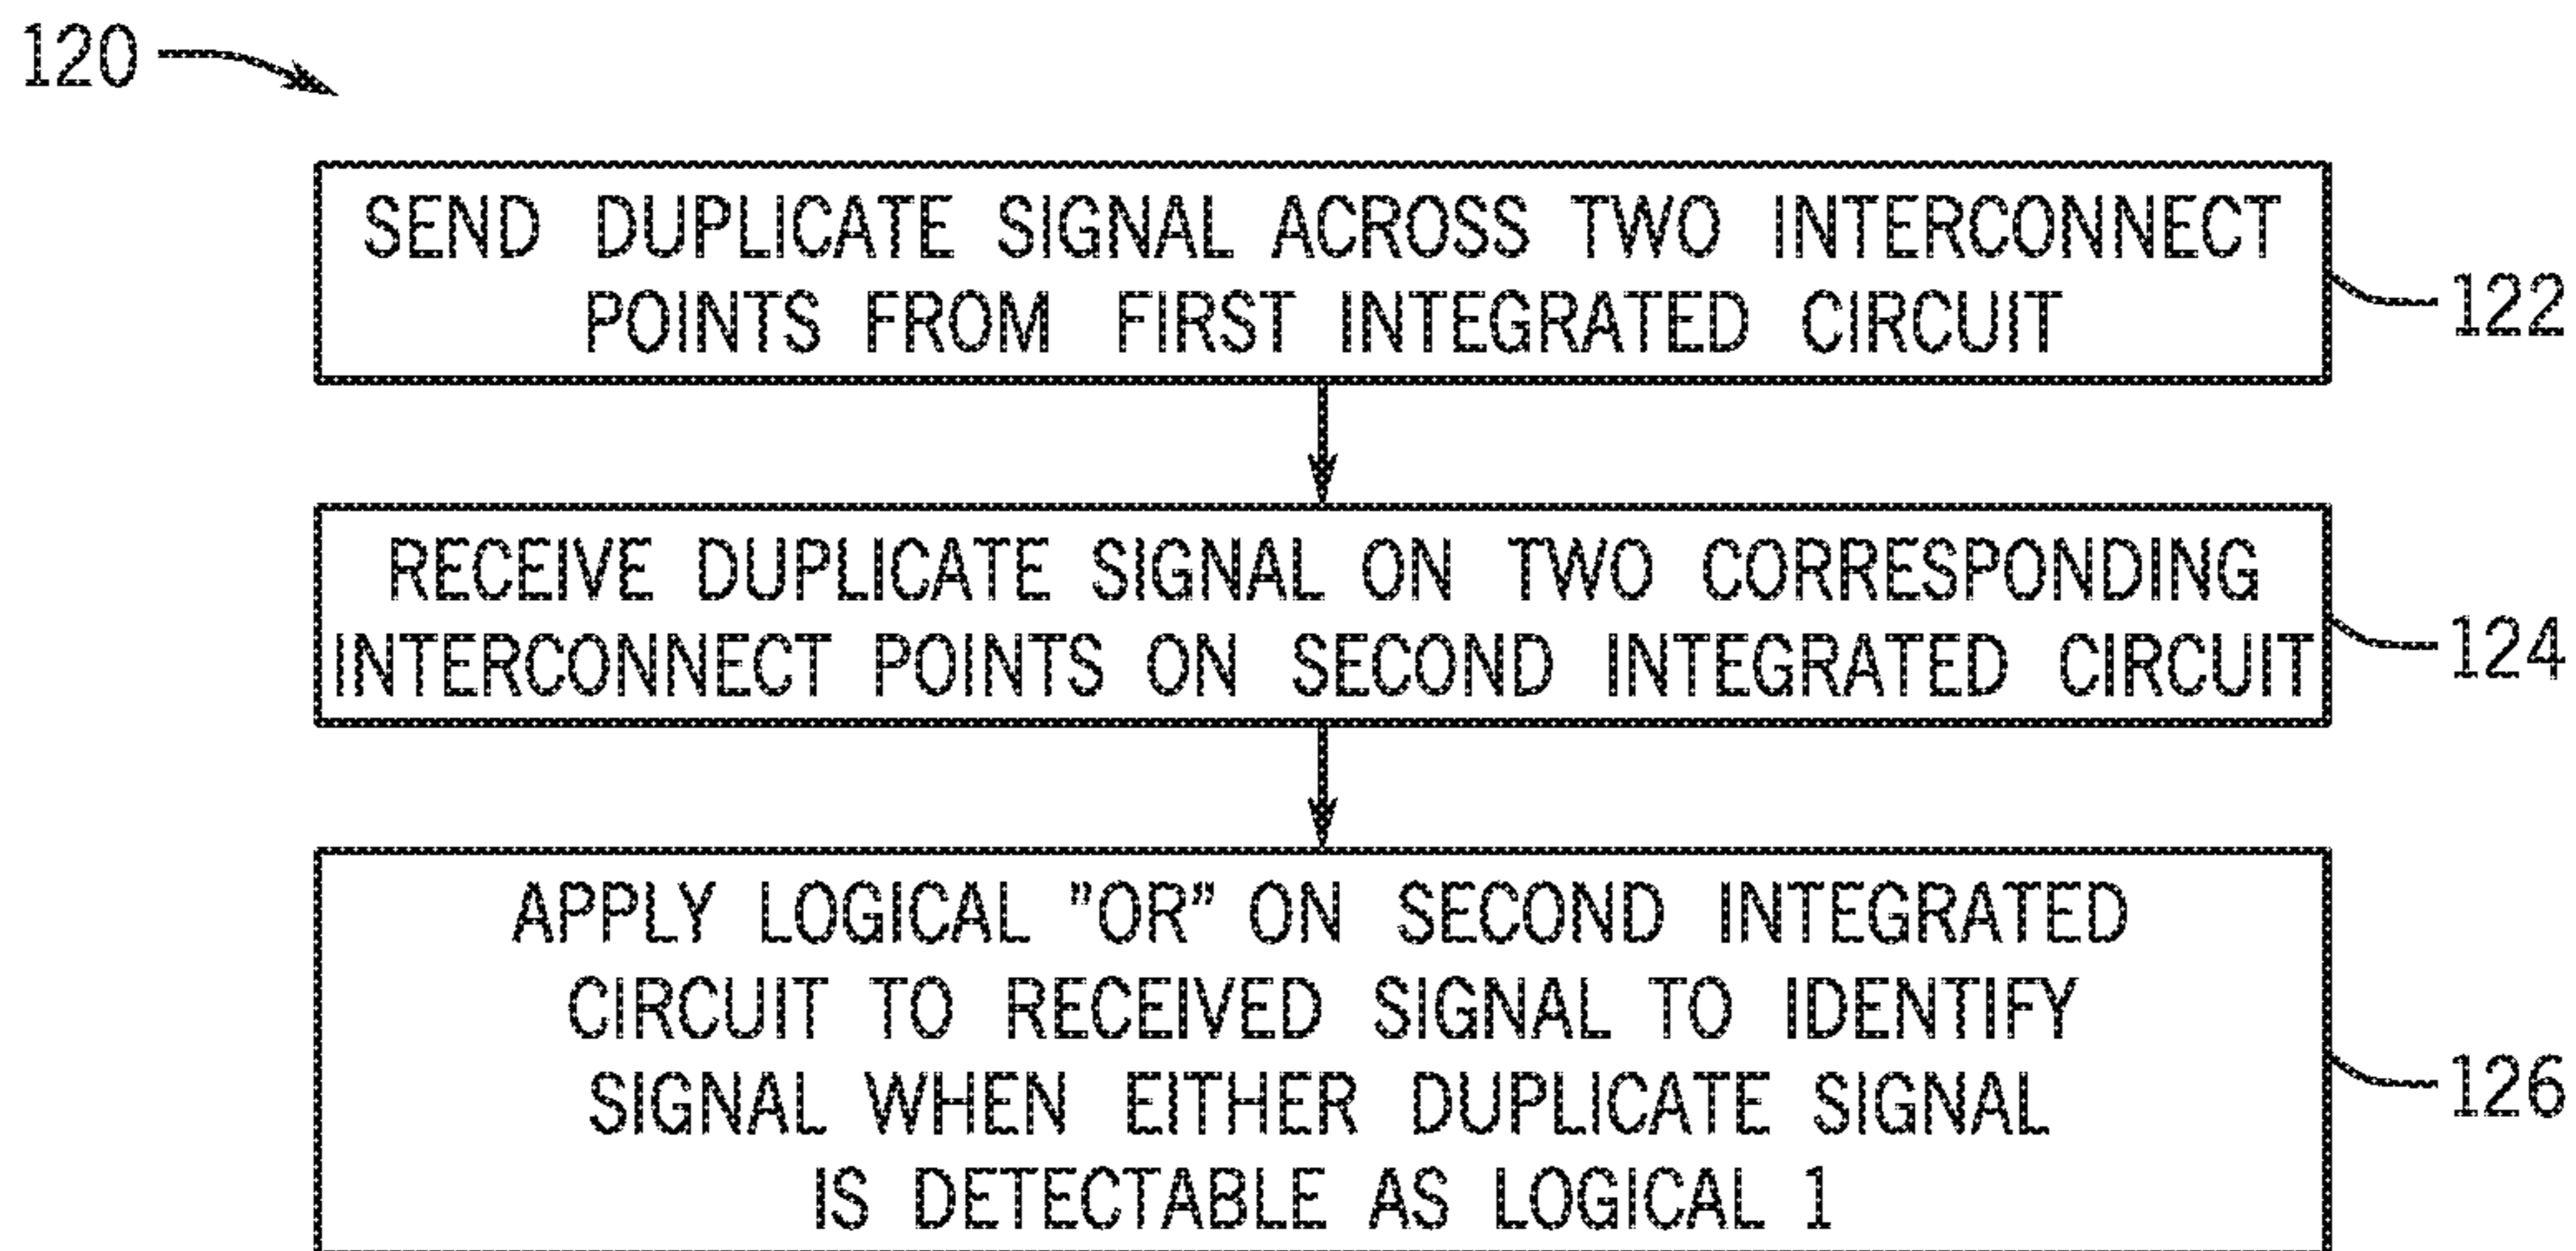 120
SEND DUPLICATE SIGNAL ACROSS TWO INTERCONNECT
POINTS FROM FIRST INTEGRATED CIRCUIT
122
RECEIVE DUPLICATE SIGNAL ON TWO CORRESPONDING
INTERCONNECT POINTS ON SECOND INTEGRATED CIRCUIT
124
APPLY LOGICAL ”OR” ON SECOND INTEGRATED
CIRCUIT TO RECEIVED SIGNAL TO IDENTIFY
SIGNAL WHEN EITHER DUPLICATE SIGNAL
IS DETECTABLE AS LOGICAL 1
126